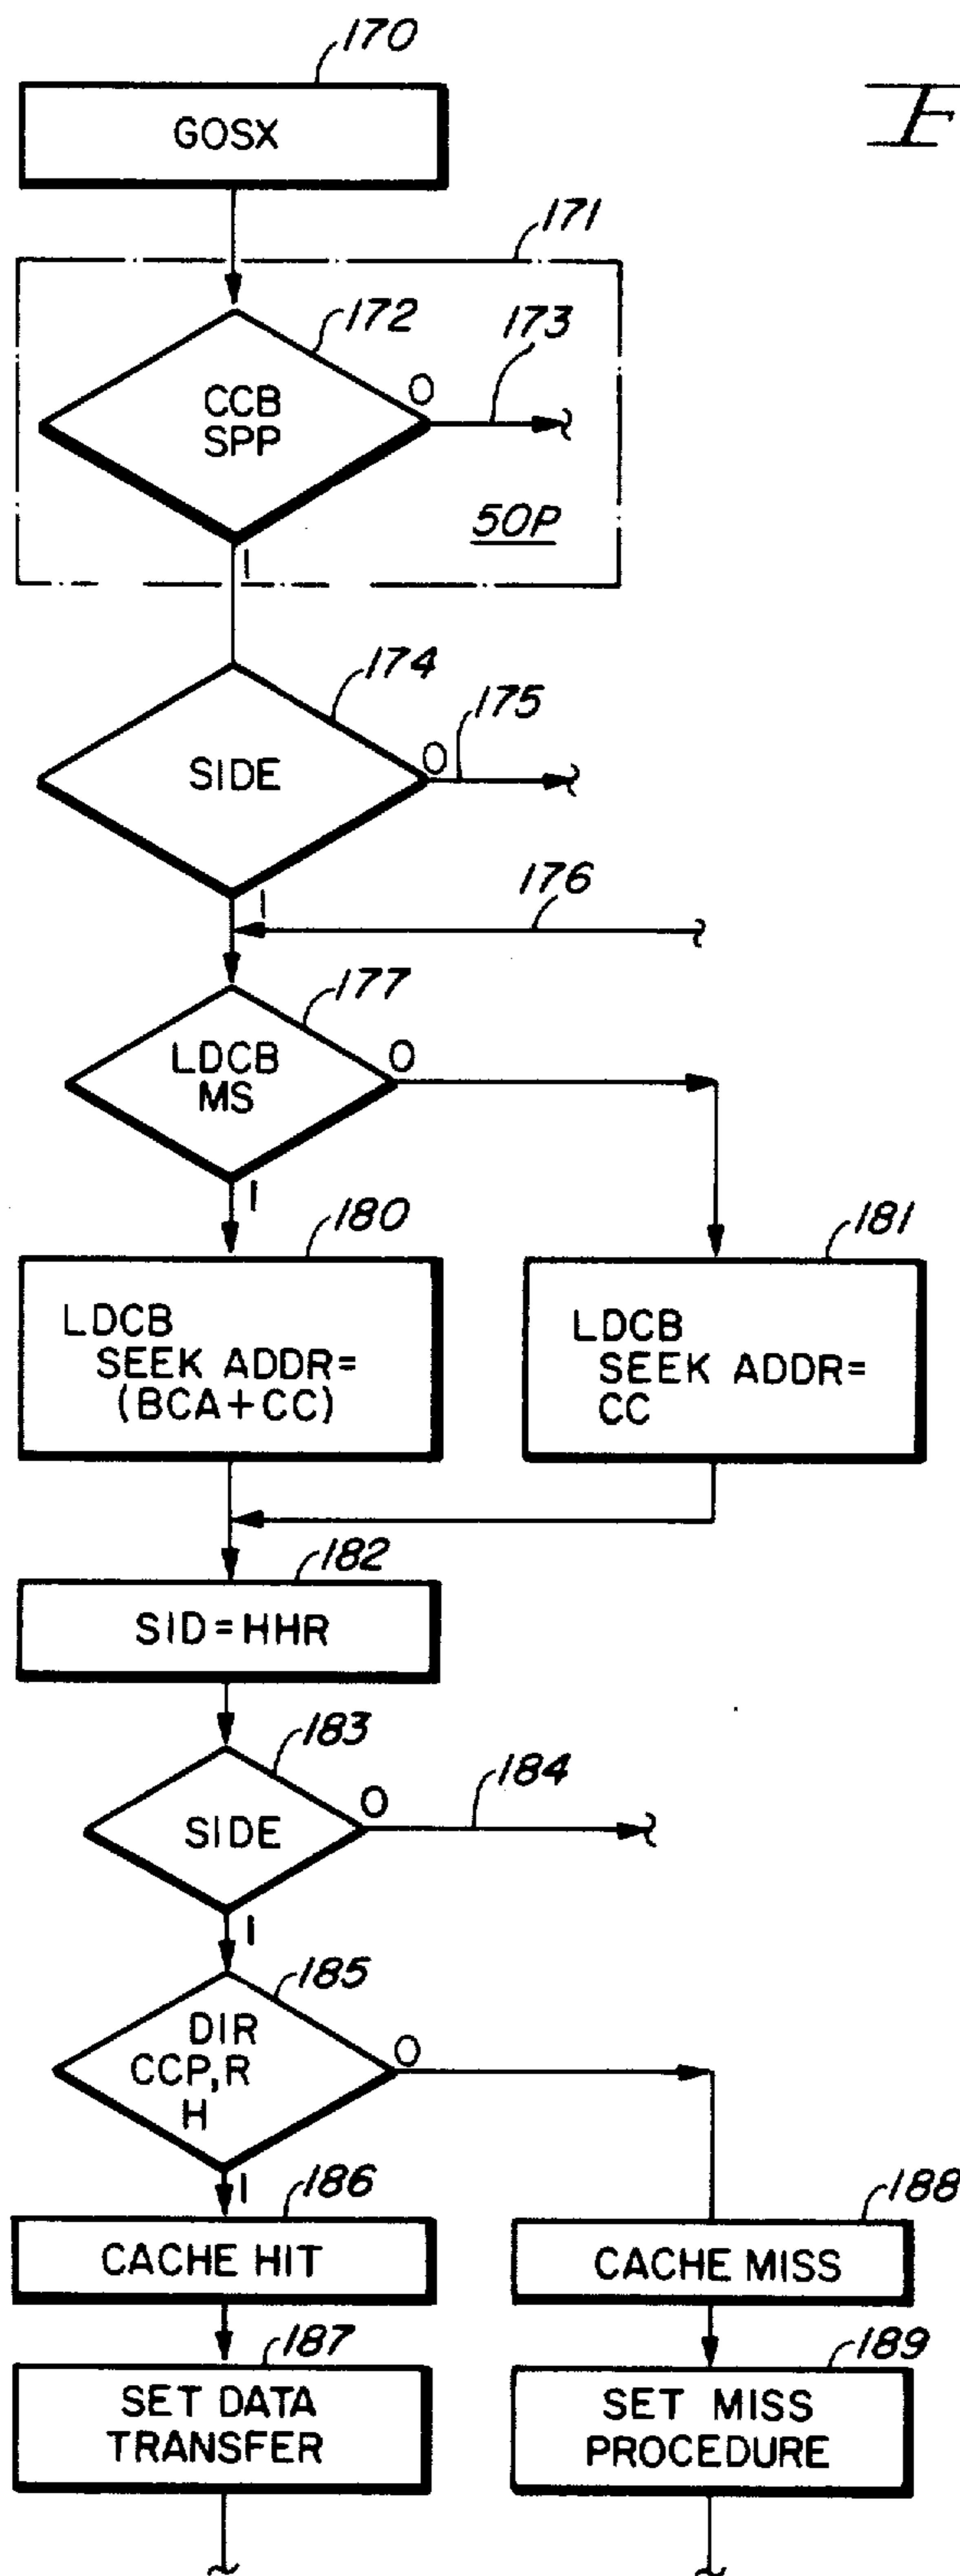 170
GOSX
F
171
172
173
CCB
SPP
0
50P
1
174
175
SIDE
0
1
176
177
LDCB
MS
0
1
180
181
LDCB
SEEK ADDR=
(BCA+CC)
LDCB
SEEK ADDR=
CC
182
SID=HHR
183
184
SIDE
0
1
185
DIR
CCP,R
H
0
1
186
188
CACHE HIT
CACHE MISS
187
189
SET DATA
TRANSFER
SET MISS
PROCEDURE